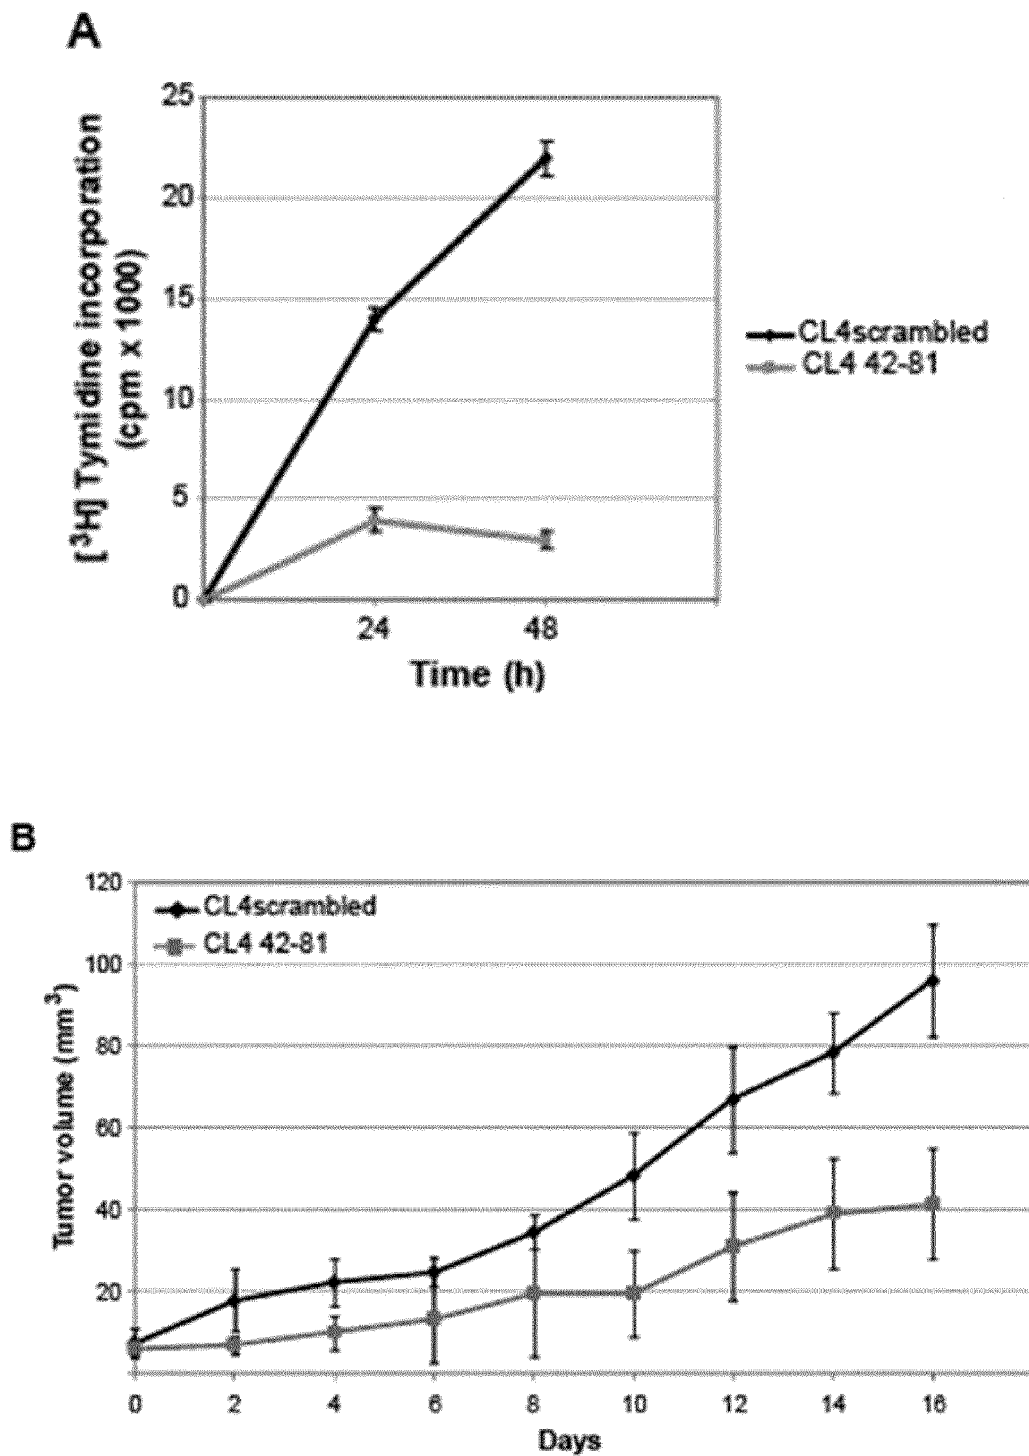 A
[³H] Tymidine incorporation
(cpm x 1000)
25
20
15
10
5
0
24 48
Time (h)
CL4scrambled
CL4 42-81
B
Tumor volume (mm³)
120
100
80
60
40
20
CL4scrambled
CL4 42-81
0 2 4 6 8 10 12 14 16
Days